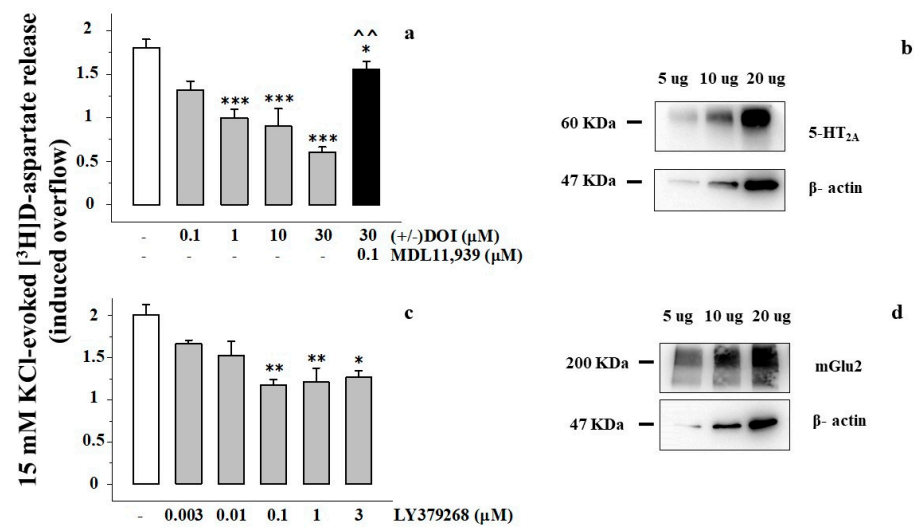 15 mM KCl-evoked [³H]D-aspartate release
(induced overflow)
a
2
1.5
1
0.5
0
***
***
***
^^
*
- 0.1 1 10 30 30 (+/-)DOI (μM)
- - - - - 0.1 MDL11,939 (μM)
b
5 ug 10 ug 20 ug
60 KDa
5-HT₂A
47 KDa
β- actin
c
2
1.5
1
0.5
0
**
**
*
- 0.003 0.01 0.1 1 3 LY379268 (μM)
d
5 ug 10 ug 20 ug
200 KDa
mGlu2
47 KDa
β- actin